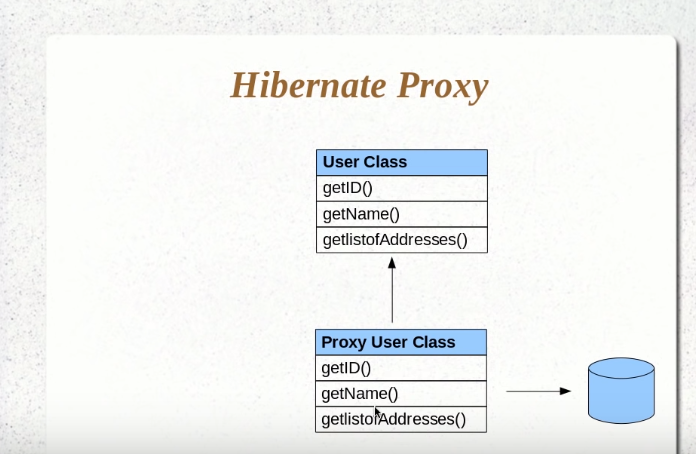 Hibernate Proxy
User Class
getID()
getName()
getlistofAddresses()
Proxy User Class
getID()
getName()
getlistofAddresses()